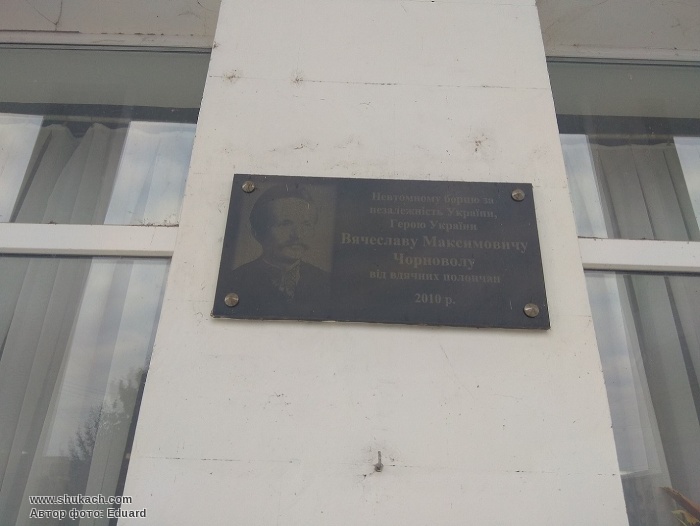 Невтомному борцю за
незалежність України,
Герою України
Вячеславу Максимовичу
Чорноволу
від вдячних полончан
2010 р.
www.shukach.com
Автор фото: Eduard